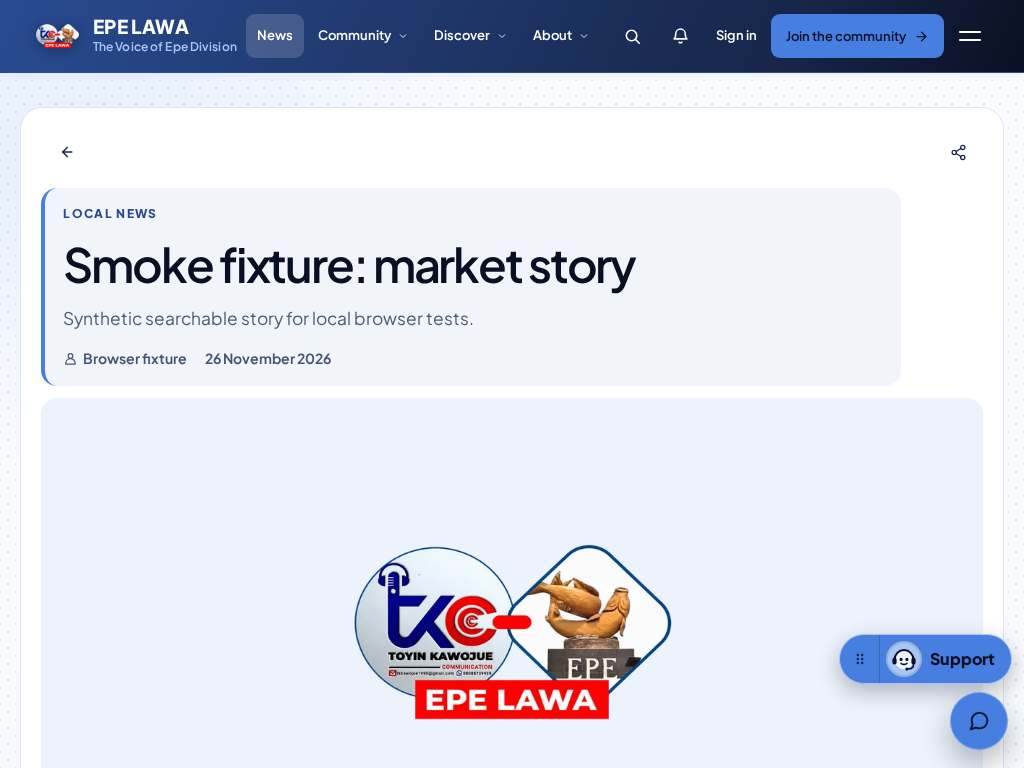 EPE LAWA
The Voice of Epe Division
News
Community
Discover
About
Sign in
Join the community
LOCAL NEWS
Smoke fixture: market story
Synthetic searchable story for local browser tests.
Browser fixture
26 November 2026
tkc
TOYIN KAWOJUE
COMMUNICATION
EPE
EPE LAWA
Support